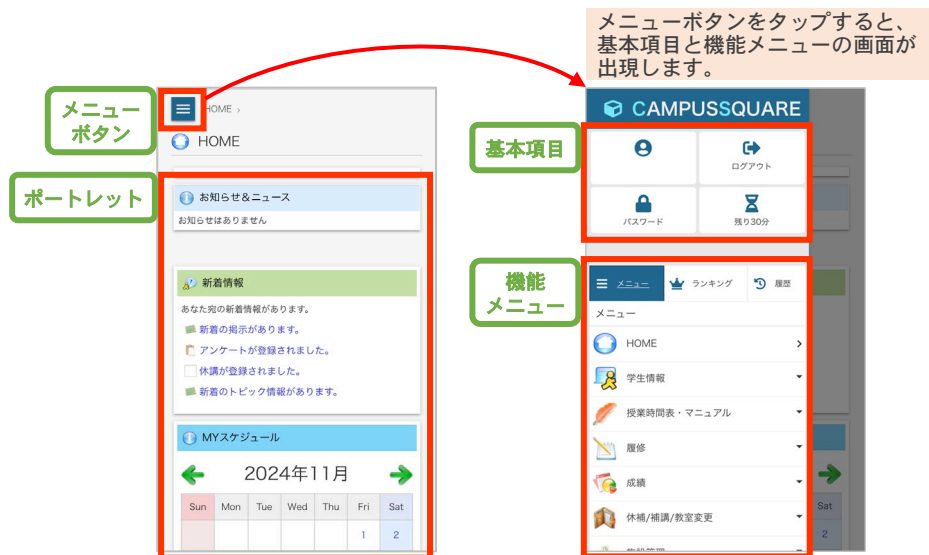 メニューボタンをタップすると、
基本項目と機能メニューの画面が
出現します。
メニュー
ボタン
HOME ›
HOME
ポートレット
お知らせ&ニュース
お知らせはありません
新着情報
あなた宛の新着情報があります。
新着の掲示があります。
アンケートが登録されました。
休講が登録されました。
新着のトピック情報があります。
MYスケジュール
2024年11月
Sun Mon Tue Wed Thu Fri Sat
1 2
CAMPUSSQUARE
基本項目
ログアウト
パスワード
残り30分
機能
メニュー
メニュー ランキング 履歴
メニュー
HOME
学生情報
授業時間表・マニュアル
履修
成績
休補/補講/教室変更
Sat
2